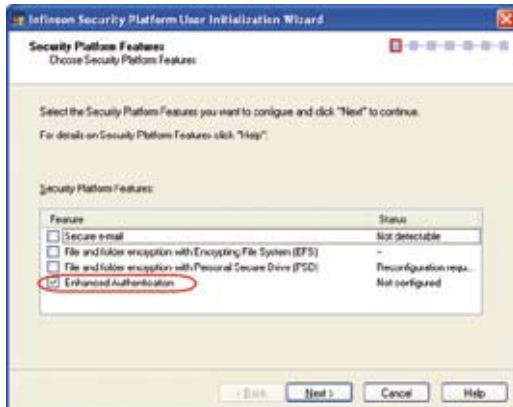 Infineon Security Platform User Initialization Wizard
Security Platform Features
Choose Security Platform Features
Select the Security Platform Features you want to configure and click "Next" to continue.
For details on Security Platform Features click "Help".
Security Platform Features:
Feature Status
Secure e-mail Not detectable
File and folder encryption with Encrypting File System (EFS) -
File and folder encryption with Personal Secure Drive (PSD) Reconfiguration requ...
Enhanced Authentication Not configured
< Back Next > Cancel Help